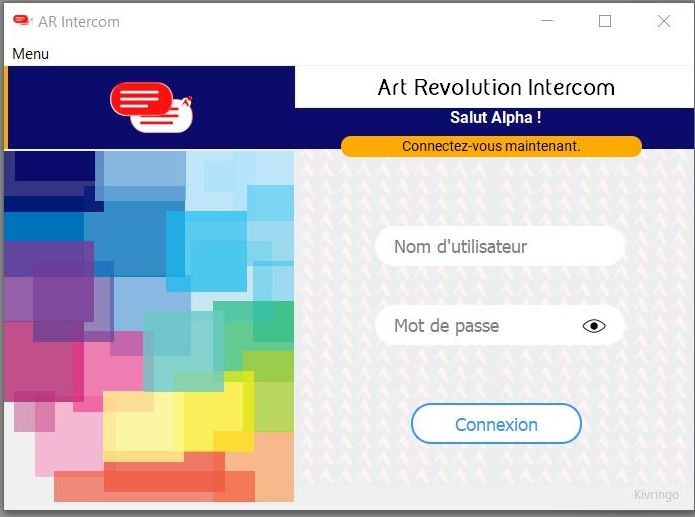 AR Intercom
Menu
Art Revolution Intercom
Salut Alpha !
Connectez-vous maintenant.
Nom d'utilisateur
Mot de passe
Connexion
Kivringo